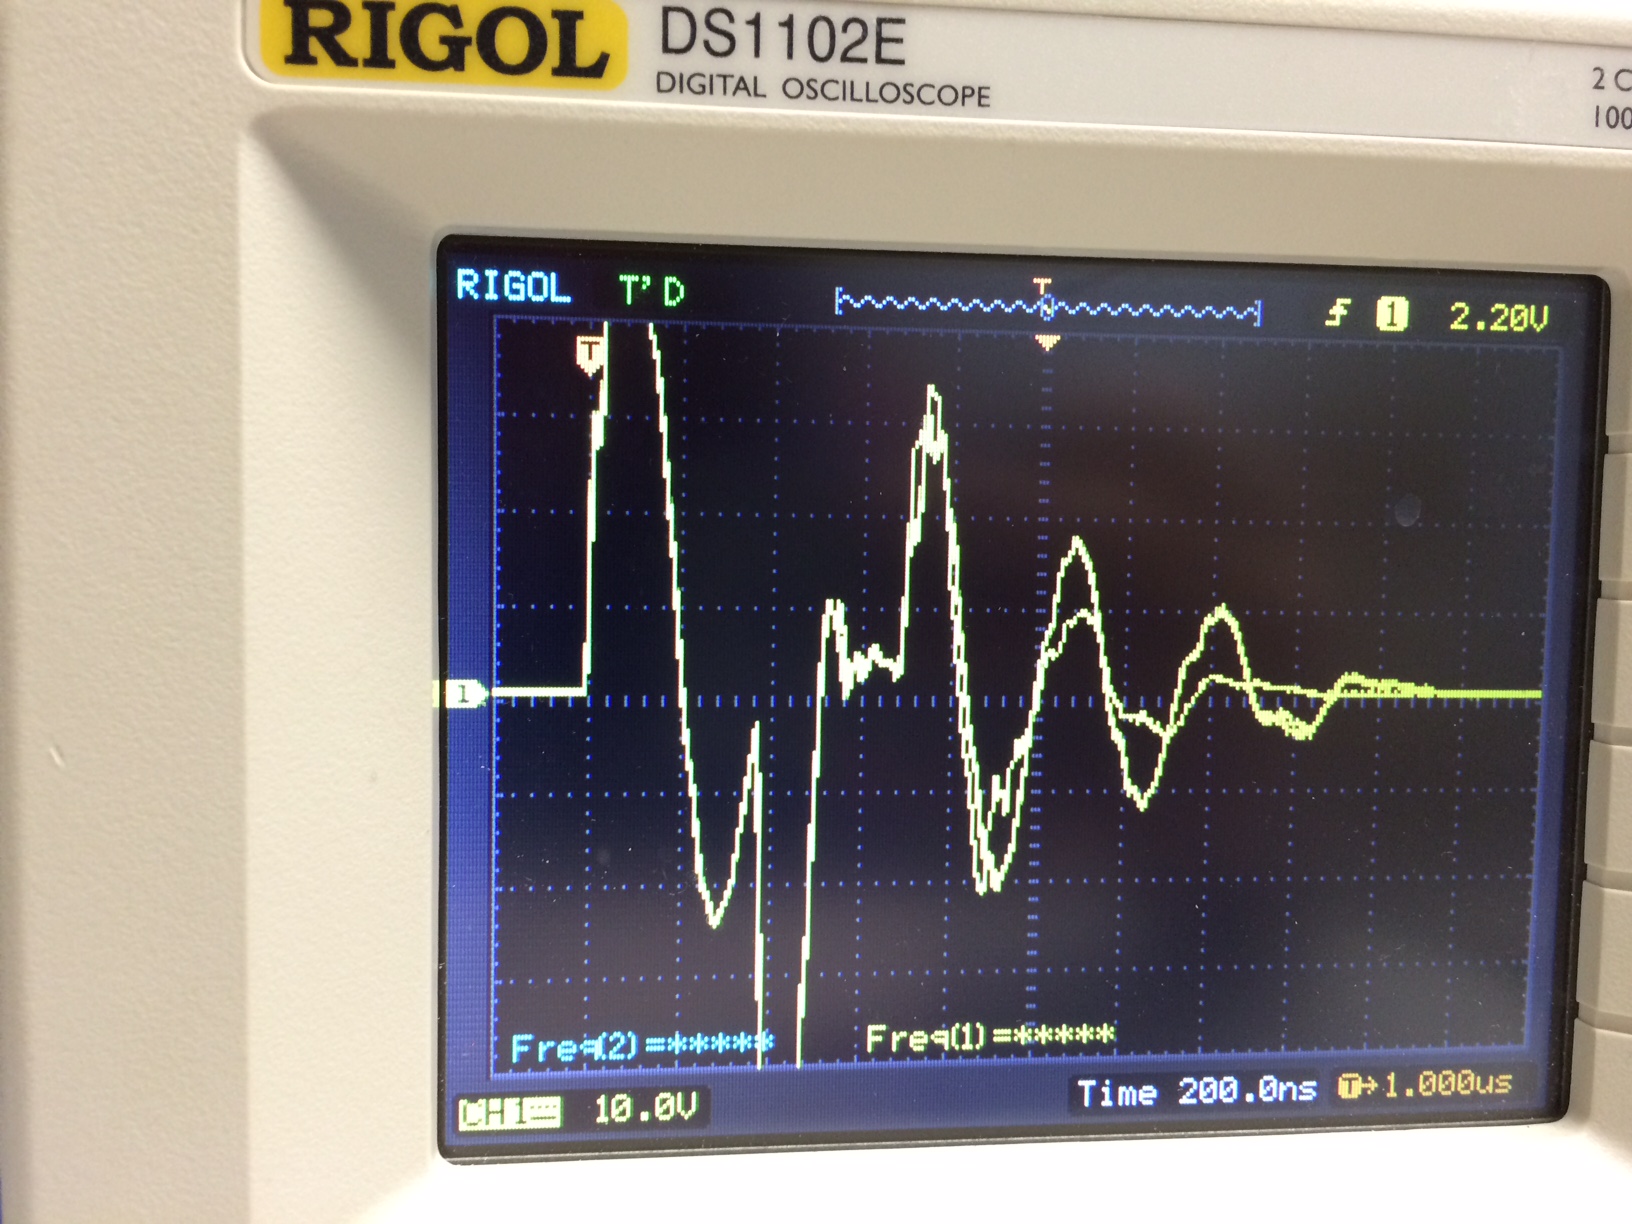 RIGOL DS1102E
DIGITAL OSCILLOSCOPE
2 C
100
RIGOL T'D T 1 2.20V
T
1
Freq(2)=***** Freq(1)=*****
CH1 10.0V Time 200.0ns T→1.000us